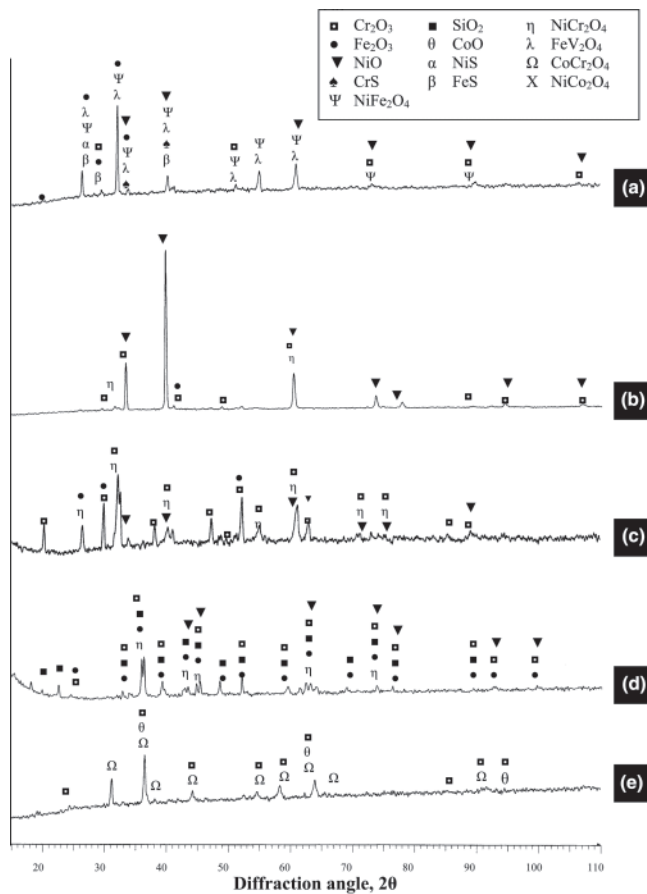 Cr₂O₃ SiO₂ η NiCr₂O₄
Fe₂O₃ θ CoO λ FeV₂O₄
NiO α NiS Ω CoCr₂O₄
CrS β FeS X NiCo₂O₄
Ψ NiFe₂O₄
Ψ
λ
λ
Ψ
α
β
β
Ψ
λ
Ψ
λ
β
Ψ
λ
Ψ
λ
Ψ
λ
Ψ
Ψ
(a)
η
η
(b)
η
η
η
η
η
η
η
(c)
η
η
η
η
η
(d)
Ω
θ
Ω
Ω
Ω
Ω
Ω
θ
Ω
Ω
Ω
θ
(e)
20 30 40 50 60 70 80 90 100 110
Diffraction angle, 2θ